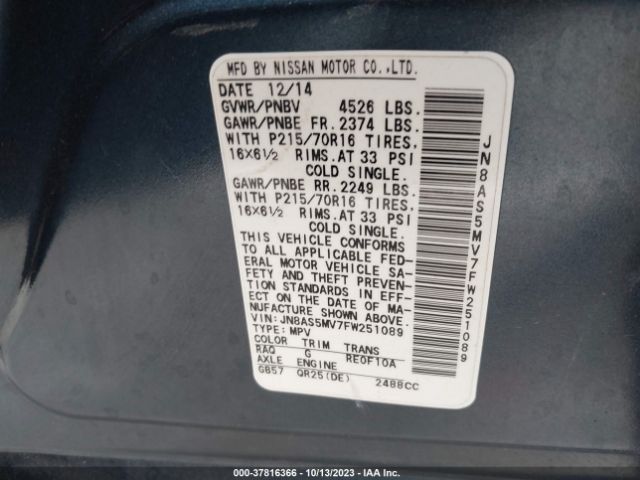 MFD BY NISSAN MOTOR CO.,LTD.
DATE 12/14
GVWR/PNBV 4526 LBS.
GAWR/PNBE FR.2374 LBS.
WITH P215/70R16 TIRES,
16X6½ RIMS.AT 33 PSI
COLD SINGLE.
GAWR/PNBE RR.2249 LBS.
WITH P215/70R16 TIRES,
16X6½ RIMS.AT 33 PSI
COLD SINGLE.
THIS VEHICLE CONFORMS
TO ALL APPLICABLE FED-
ERAL MOTOR VEHICLE SA-
FETY AND THEFT PREVEN-
TION STANDARDS IN EFF-
ECT ON THE DATE OF MA-
NUFACTURE SHOWN ABOVE.
VIN: JN8AS5MV7FW251089
TYPE: MPV
COLOR TRIM TRANS
RAQ G RE0F10A
AXLE ENGINE
GB57 QR25(DE) 2488CC
JN8AS5MV7FW251089
000-37816366 - 10/13/2023 - IAA Inc.